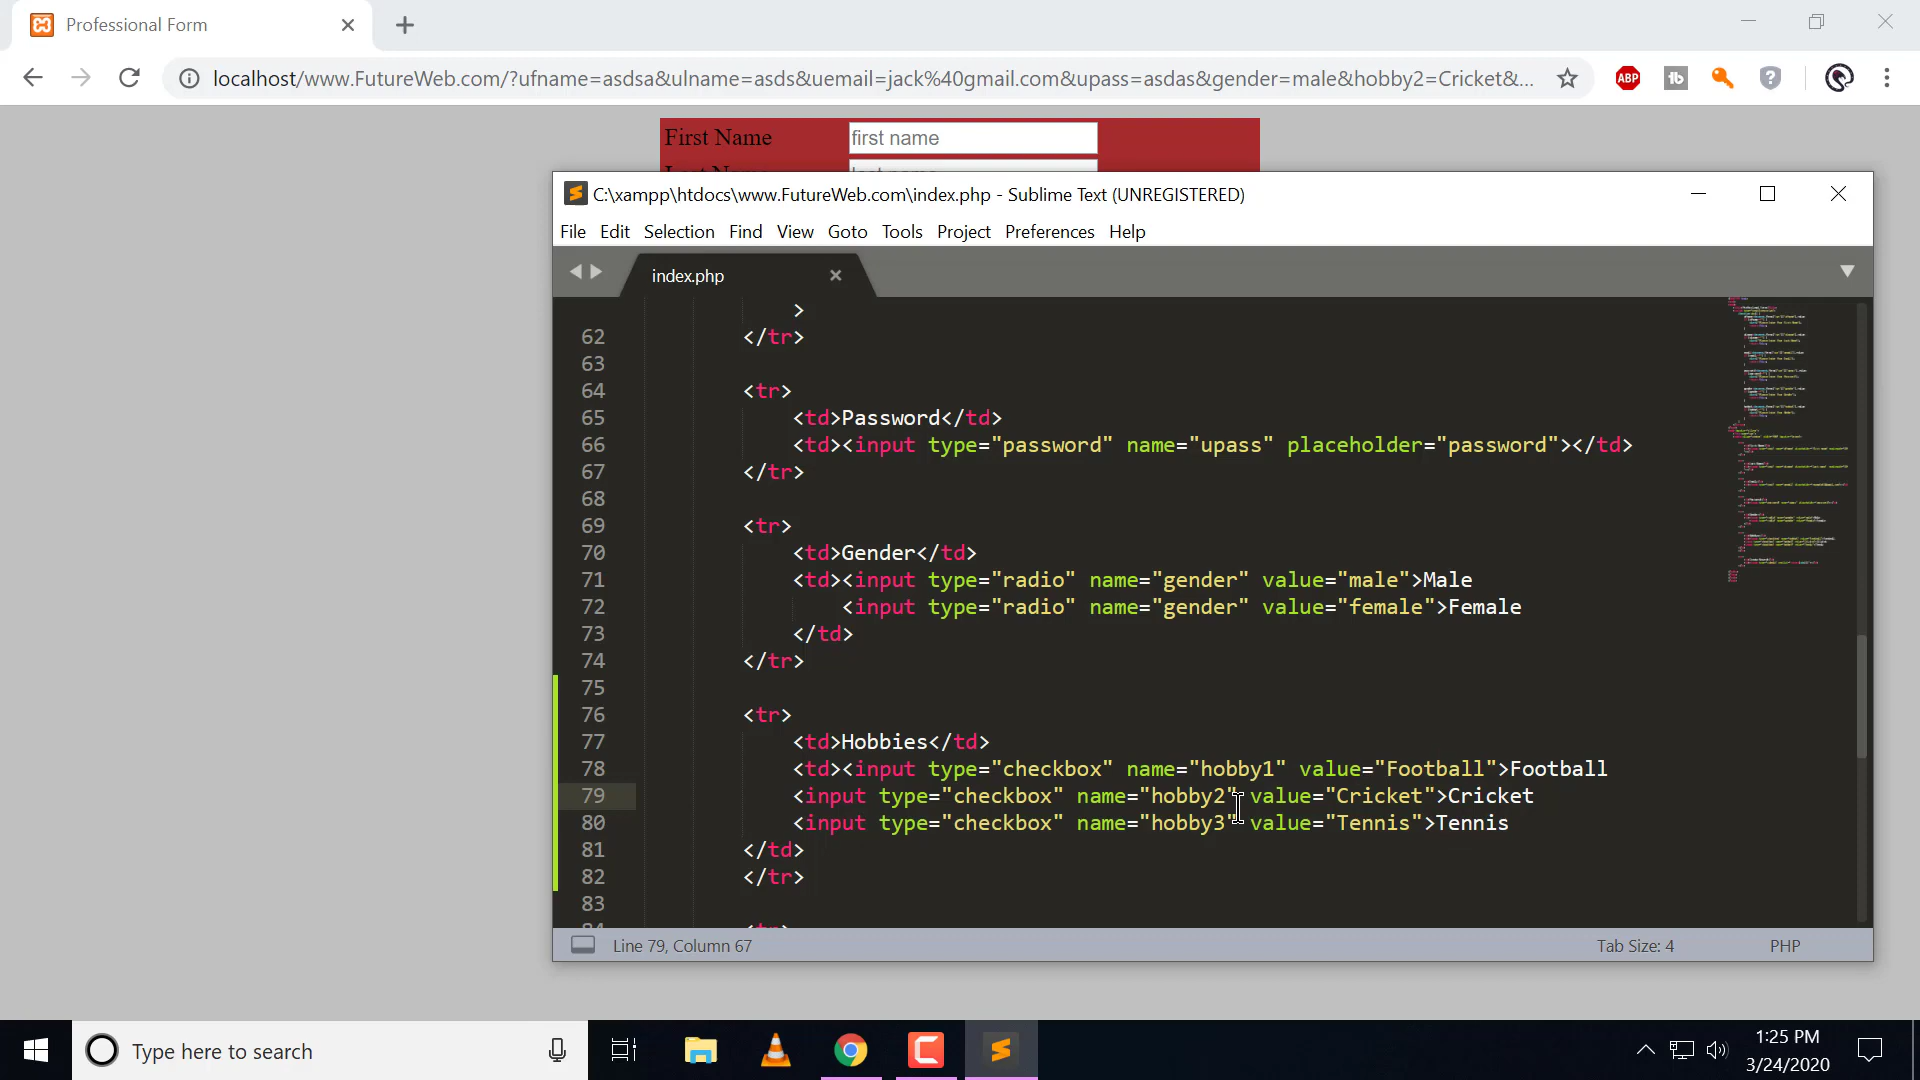 Professional Form
localhost/www.FutureWeb.com/?ufname=asdsa&ulname=asds&uemail=jack%40gmail.com&upass=asdas&gender=male&hobby2=Cricket&...
ABP
First Name
first name
C:\xampp\htdocs\www.FutureWeb.com\index.php - Sublime Text (UNREGISTERED)
File Edit Selection Find View Goto Tools Project Preferences Help
index.php
>
62 </tr>
63
64 <tr>
65 <td>Password</td>
66 <td><input type="password" name="upass" placeholder="password"></td>
67 </tr>
68
69 <tr>
70 <td>Gender</td>
71 <td><input type="radio" name="gender" value="male">Male
72 <input type="radio" name="gender" value="female">Female
73 </td>
74 </tr>
75
76 <tr>
77 <td>Hobbies</td>
78 <td><input type="checkbox" name="hobby1" value="Football">Football
79 <input type="checkbox" name="hobby2" value="Cricket">Cricket
80 <input type="checkbox" name="hobby3" value="Tennis">Tennis
81 </td>
82 </tr>
83
Line 79, Column 67
Tab Size: 4
PHP
Type here to search
1:25 PM
3/24/2020